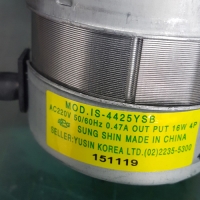 MOD.IS-4425YSB
AC220V 50/60Hz 0.47A OUT PUT 16W 4P
SUNG SHIN MADE IN CHINA
SELLER:YUSIN KOREA LTD.(02)2235-5300
151119